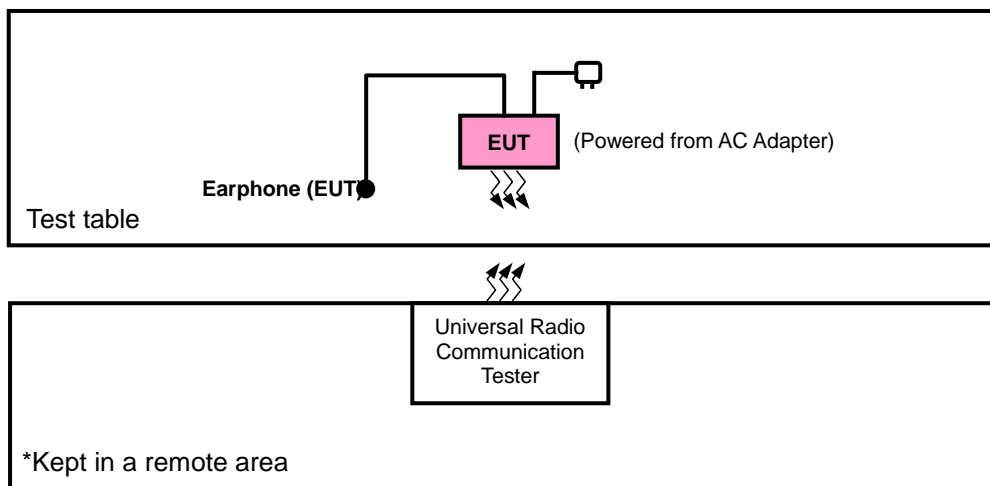 EUT
(Powered from AC Adapter)
Earphone (EUT)
Test table
Universal Radio
Communication
Tester
*Kept in a remote area